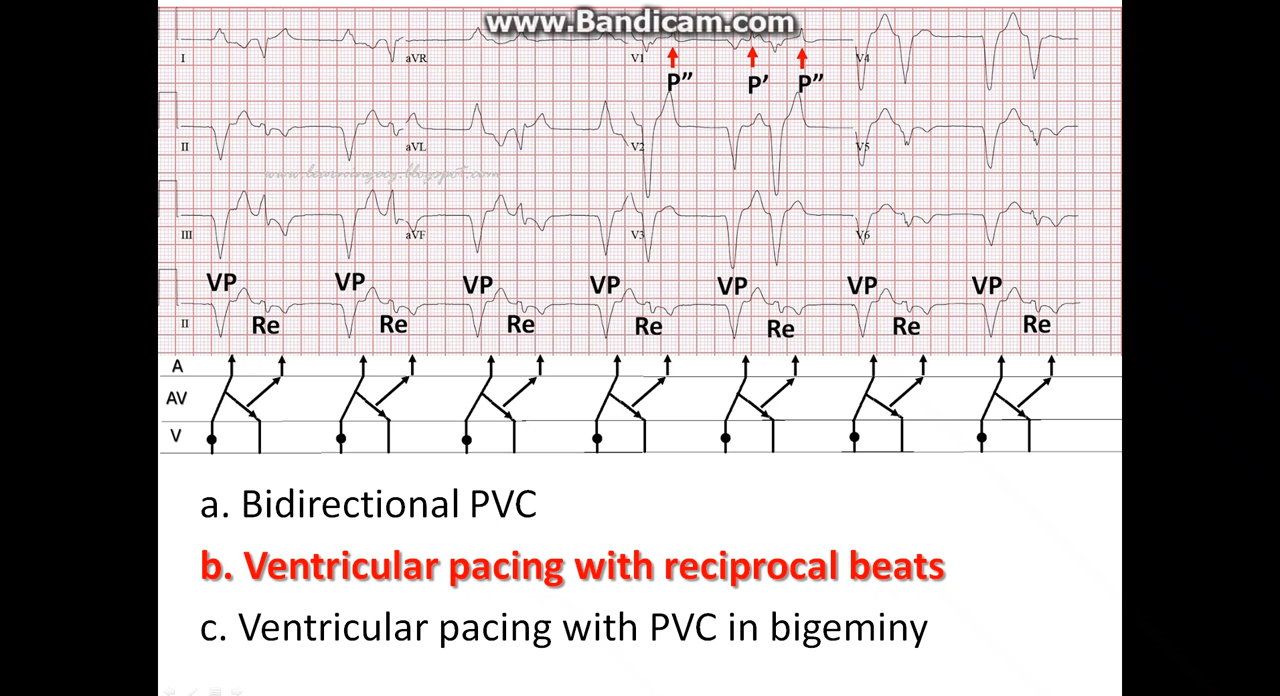 www.Bandicam.com
I aVR V1 V4
P” P’ P”
II aVL V2 V5
III aVF V3 V6
VP VP VP VP VP VP VP
II Re Re Re Re Re Re Re
A
AV
V
a. Bidirectional PVC
b. Ventricular pacing with reciprocal beats
c. Ventricular pacing with PVC in bigeminy